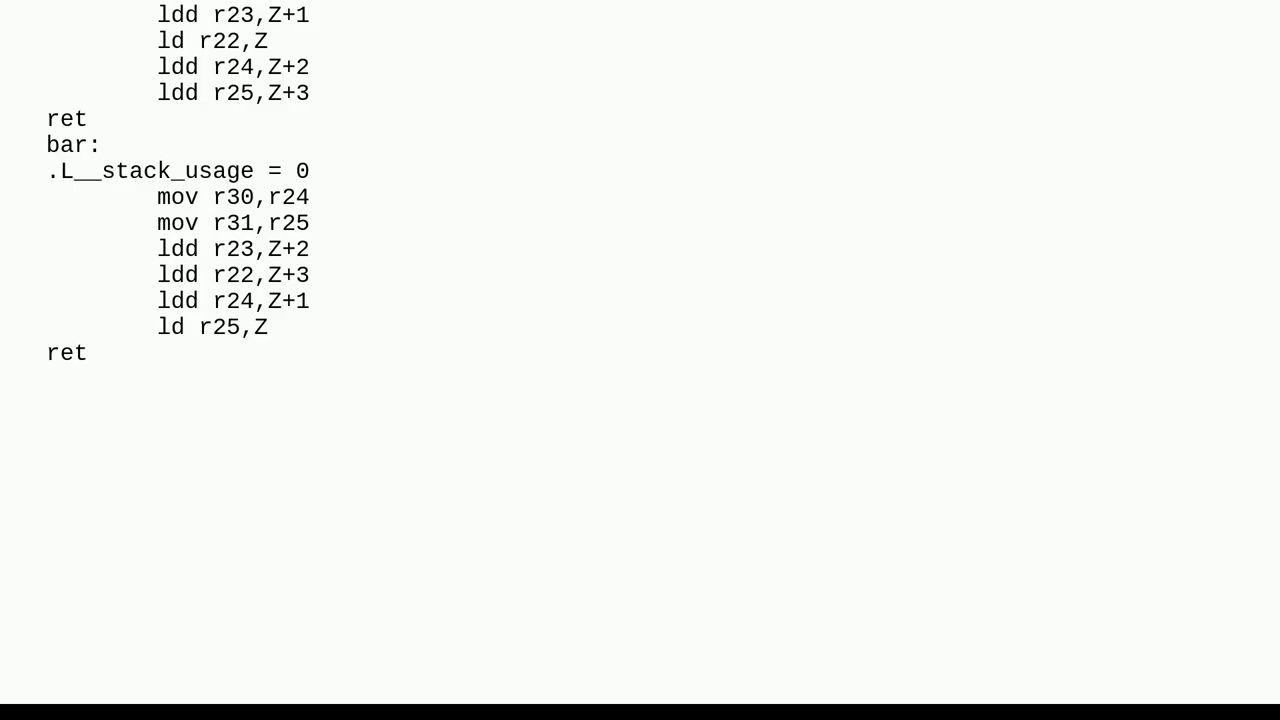 ldd r23,Z+1
ld r22,Z
ldd r24,Z+2
ldd r25,Z+3
ret
bar:
.L__stack_usage = 0
mov r30,r24
mov r31,r25
ldd r23,Z+2
ldd r22,Z+3
ldd r24,Z+1
ld r25,Z
ret